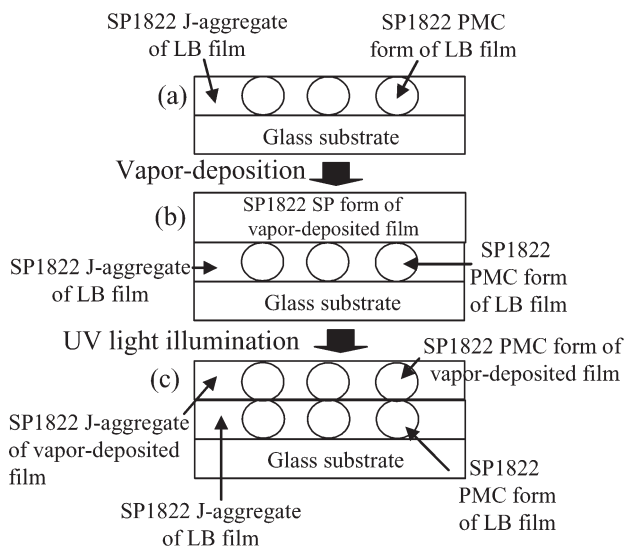 SP1822 J-aggregate
of LB film
SP1822 PMC
form of LB film
(a)
Glass substrate
Vapor-deposition
(b)
SP1822 SP form of
vapor-deposited film
SP1822 J-aggregate
of LB film
SP1822
PMC form
of LB film
Glass substrate
UV light illumination
(c)
SP1822 PMC form of
vapor-deposited film
SP1822 J-aggregate
of vapor-deposited
film
Glass substrate
SP1822
PMC form
of LB film
SP1822 J-aggregate
of LB film